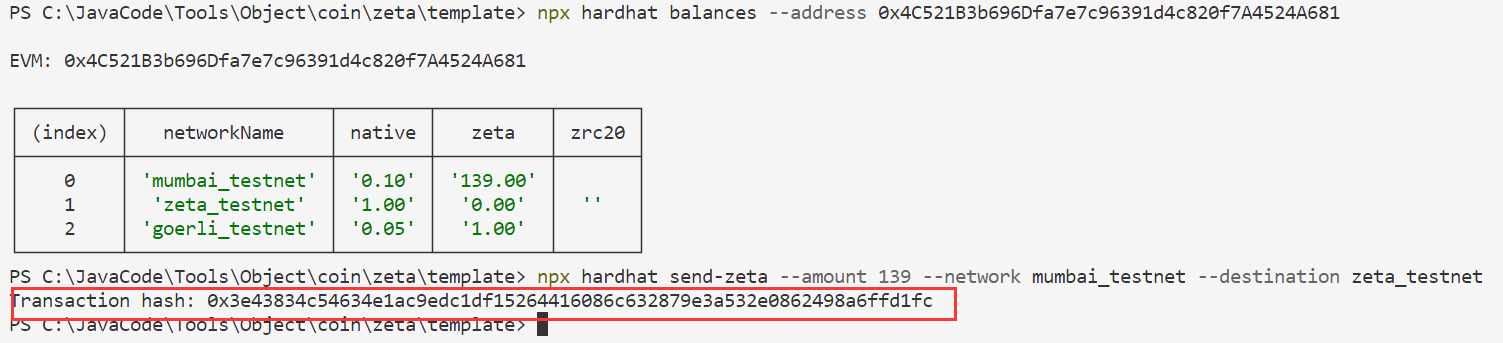 PS C:\JavaCode\Tools\Object\coin\zeta\template> npx hardhat balances --address 0x4C521B3b696Dfa7e7c96391d4c820f7A4524A681
EVM: 0x4C521B3b696Dfa7e7c96391d4c820f7A4524A681
(index) networkName native zeta zrc20
0 'mumbai_testnet' '0.10' '139.00'
1 'zeta_testnet' '1.00' '0.00' ''
2 'goerli_testnet' '0.05' '1.00'
PS C:\JavaCode\Tools\Object\coin\zeta\template> npx hardhat send-zeta --amount 139 --network mumbai_testnet --destination zeta_testnet
Transaction hash: 0x3e43834c54634e1ac9edc1df15264416086c632879e3a532e0862498a6ffd1fc
PS C:\JavaCode\Tools\Object\coin\zeta\template>